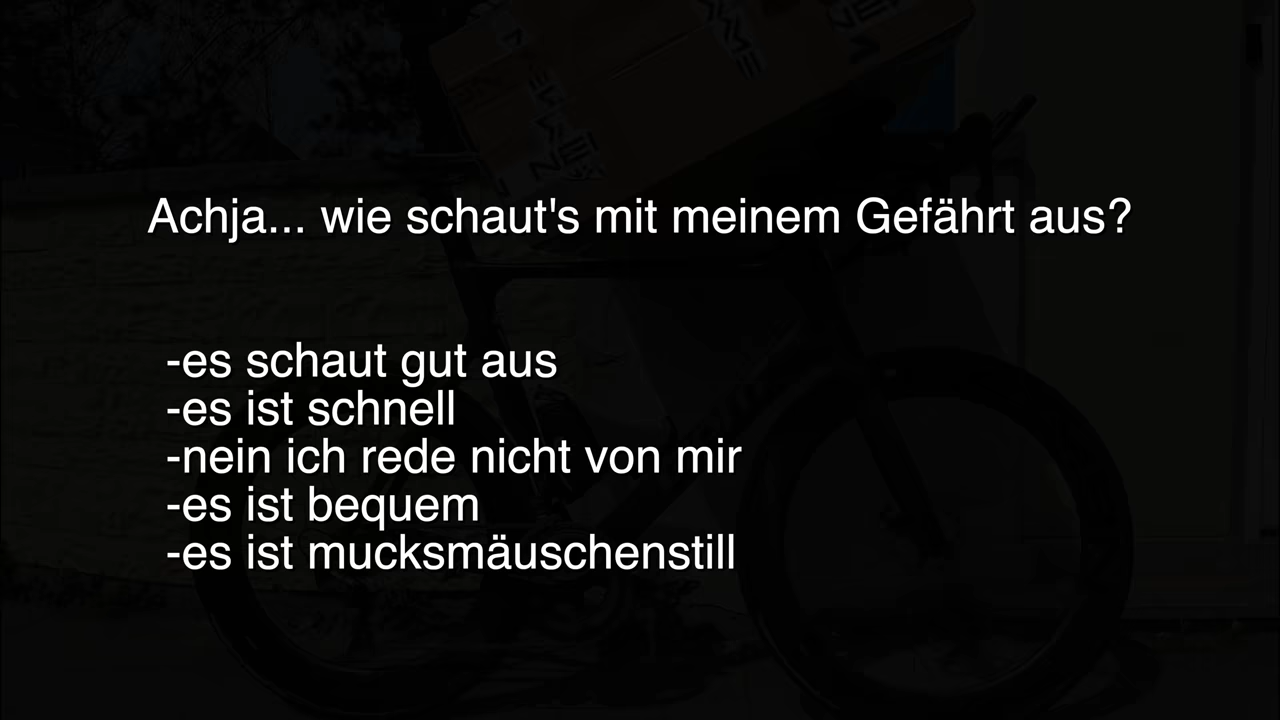 Achja... wie schaut's mit meinem Gefährt aus?
-es schaut gut aus
-es ist schnell
-nein ich rede nicht von mir
-es ist bequem
-es ist mucksmäuschenstill